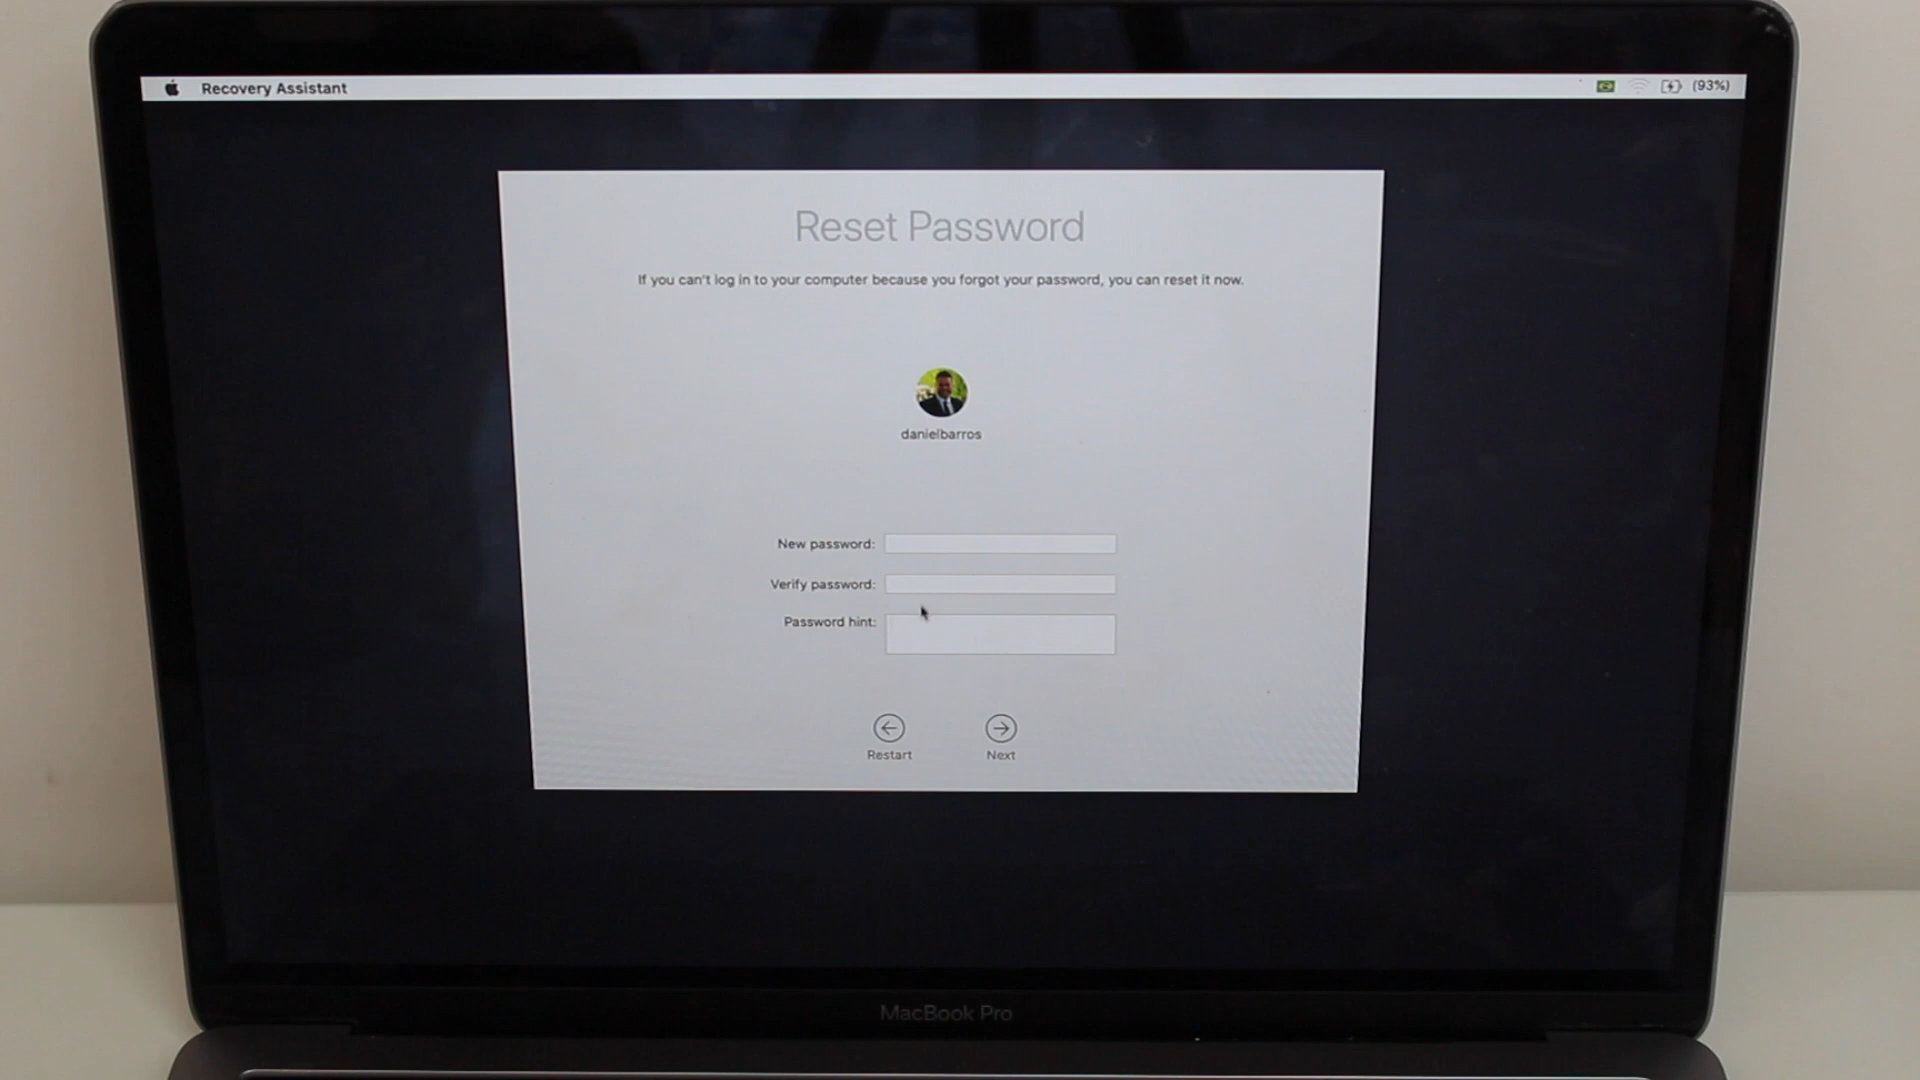 Recovery Assistant
(93%)
Reset Password
If you can't log in to your computer because you forgot your password, you can reset it now.
danielbarros
New password:
Verify password:
Password hint:
Restart
Next
MacBook Pro